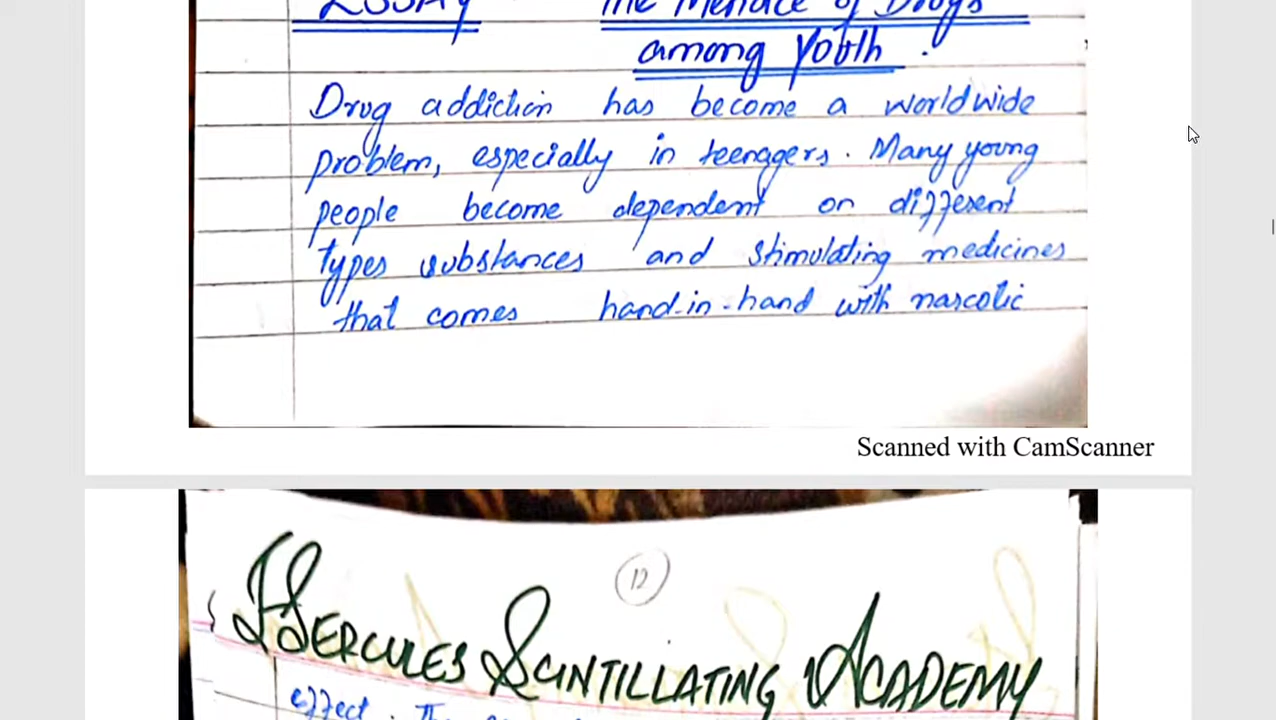 ESSAY The Menace of Drugs
among Youth.
Drug addiction has become a worldwide
problem, especially in teenagers. Many young
people become dependent on different
types substances and stimulating medicines
that comes hand-in-hand with narcotic
Scanned with CamScanner
12
HERCULES SCINTILLATING ACADEMY
effect. The